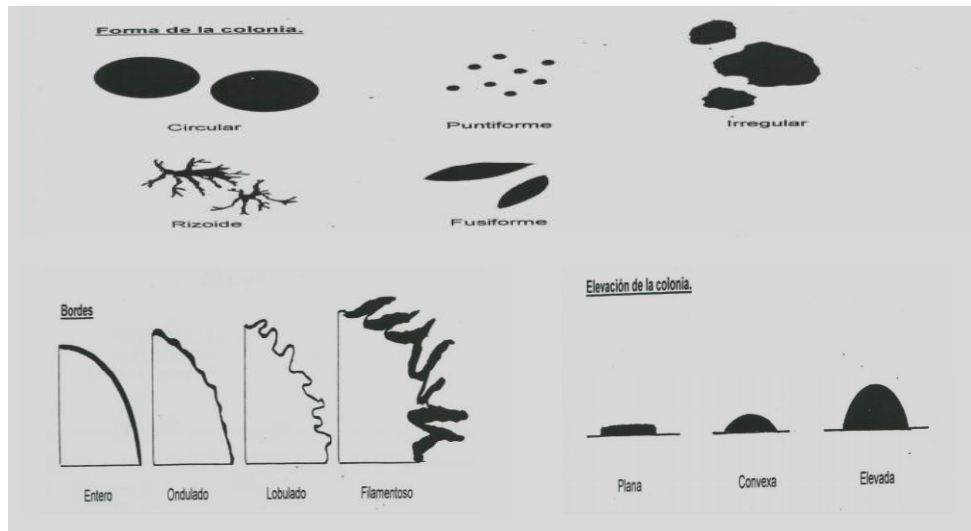 Forma de la colonia.
Circular
Puntiforme
Irregular
Rizoide
Fusiforme
Bordes
Entero
Ondulado
Lobulado
Filamentoso
Elevación de la colonia.
Plana
Convexa
Elevada